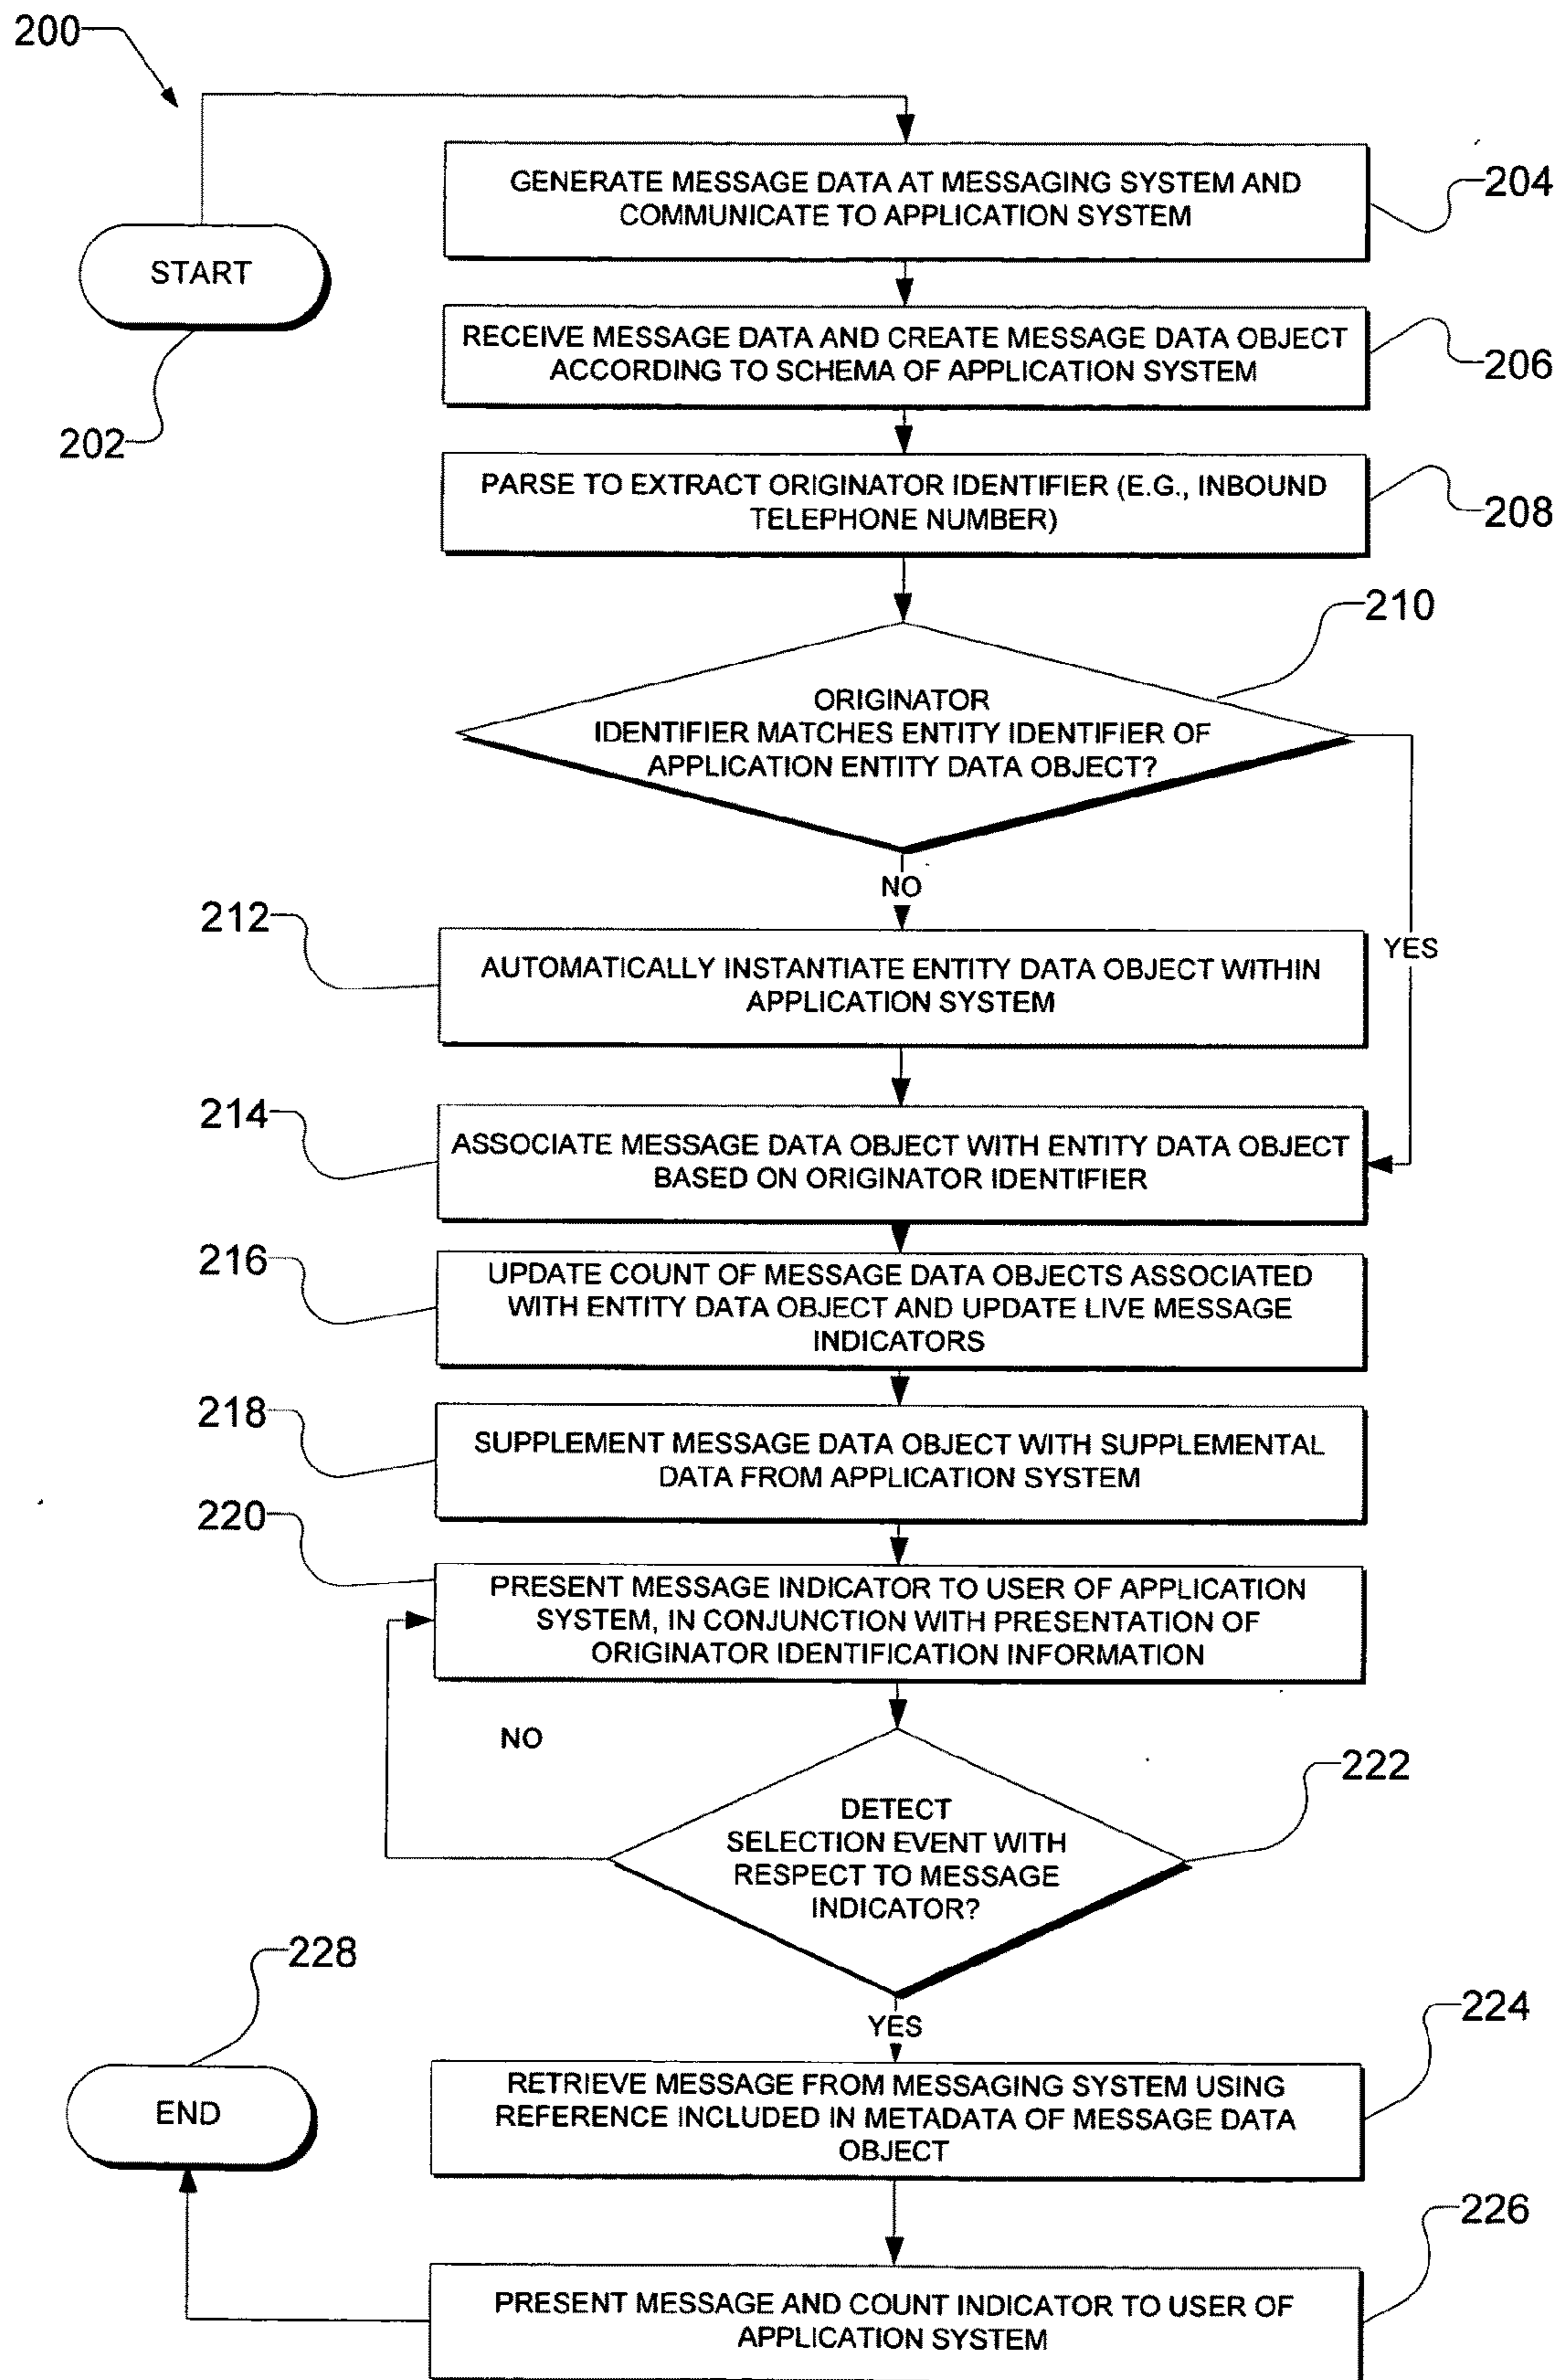 200
GENERATE MESSAGE DATA AT MESSAGING SYSTEM AND
COMMUNICATE TO APPLICATION SYSTEM
204
START
202
RECEIVE MESSAGE DATA AND CREATE MESSAGE DATA OBJECT
ACCORDING TO SCHEMA OF APPLICATION SYSTEM
206
PARSE TO EXTRACT ORIGINATOR IDENTIFIER (E.G., INBOUND
TELEPHONE NUMBER)
208
210
ORIGINATOR
IDENTIFIER MATCHES ENTITY IDENTIFIER OF
APPLICATION ENTITY DATA OBJECT?
NO
YES
212
AUTOMATICALLY INSTANTIATE ENTITY DATA OBJECT WITHIN
APPLICATION SYSTEM
214
ASSOCIATE MESSAGE DATA OBJECT WITH ENTITY DATA OBJECT
BASED ON ORIGINATOR IDENTIFIER
216
UPDATE COUNT OF MESSAGE DATA OBJECTS ASSOCIATED
WITH ENTITY DATA OBJECT AND UPDATE LIVE MESSAGE
INDICATORS
218
SUPPLEMENT MESSAGE DATA OBJECT WITH SUPPLEMENTAL
DATA FROM APPLICATION SYSTEM
220
PRESENT MESSAGE INDICATOR TO USER OF APPLICATION
SYSTEM, IN CONJUNCTION WITH PRESENTATION OF
ORIGINATOR IDENTIFICATION INFORMATION
NO
222
DETECT
SELECTION EVENT WITH
RESPECT TO MESSAGE
INDICATOR?
YES
228
END
224
RETRIEVE MESSAGE FROM MESSAGING SYSTEM USING
REFERENCE INCLUDED IN METADATA OF MESSAGE DATA
OBJECT
226
PRESENT MESSAGE AND COUNT INDICATOR TO USER OF
APPLICATION SYSTEM